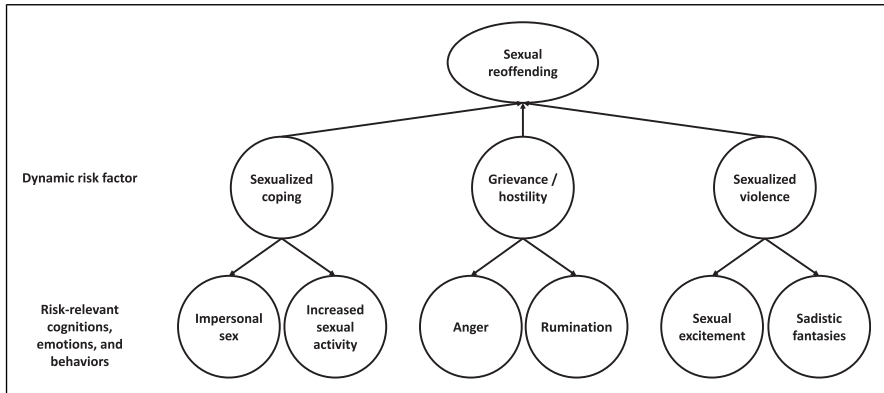 Sexual
reoffending
Dynamic risk factor
Sexualized
coping
Grievance /
hostility
Sexualized
violence
Risk-relevant
cognitions,
emotions, and
behaviors
Impersonal
sex
Increased
sexual
activity
Anger
Rumination
Sexual
excitement
Sadistic
fantasies